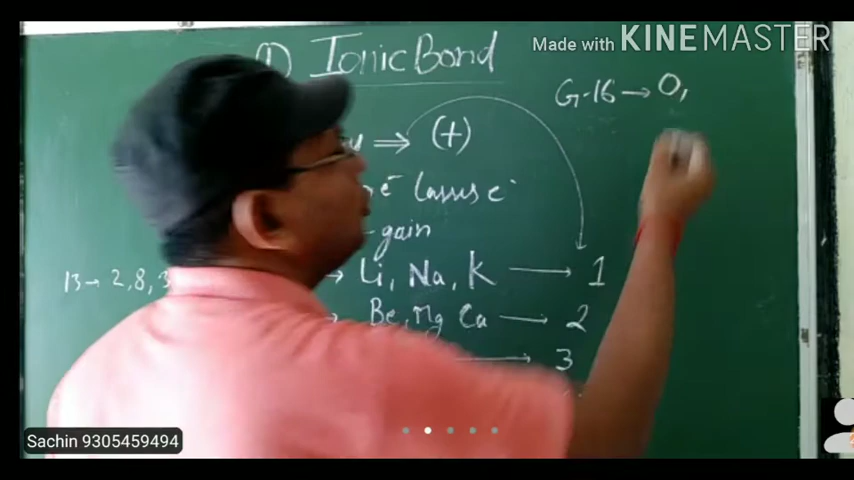 Made with KINEMASTER
① Ionic Bond
G-16 → O,
⇒ (+)
e⁻ Losses e⁻
- gain
13 → 2, 8, 3 → Li, Na, K → 1
Be, Mg Ca → 2
→ 3
Sachin 9305459494